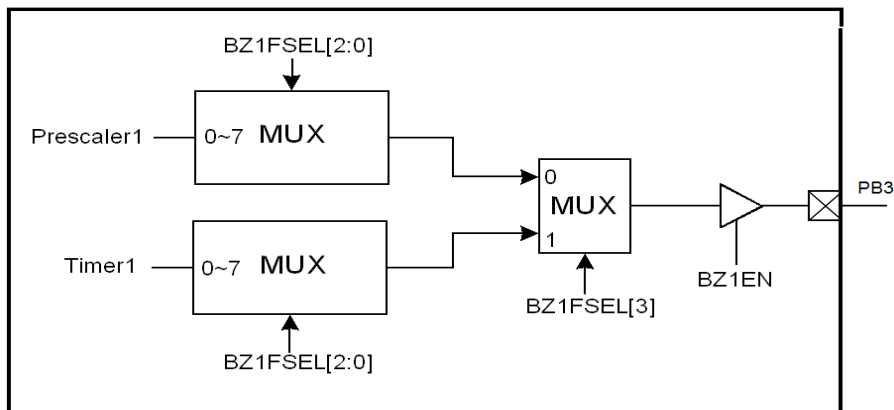 BZ1FSEL[2:0]
Prescaler1
0~7 MUX
0
MUX
1
PB3
Timer1
0~7 MUX
BZ1EN
BZ1FSEL[3]
BZ1FSEL[2:0]